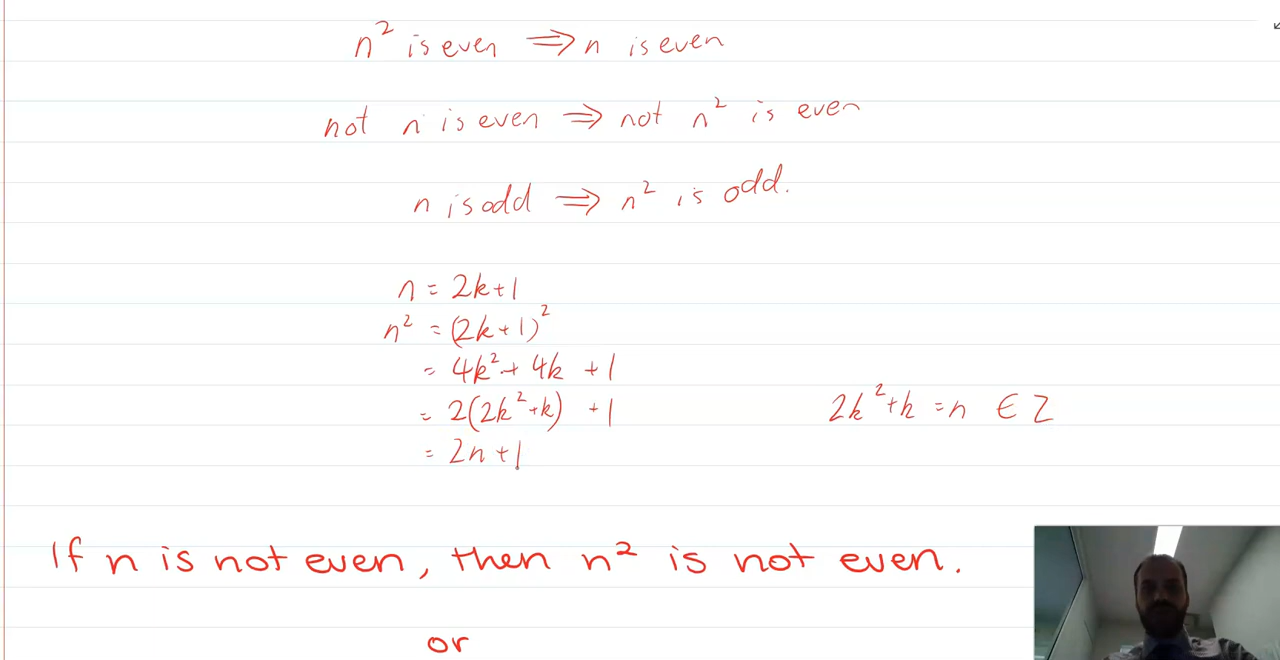 n² is even ⇒ n is even
not n is even ⇒ not n² is even
n is odd ⇒ n² is odd.
n = 2k+1
n² = (2k+1)²
= 4k² + 4k + 1
= 2(2k²+k) + 1
2k²+k = n ∈ Z
= 2n+1
If n is not even, then n² is not even.
or